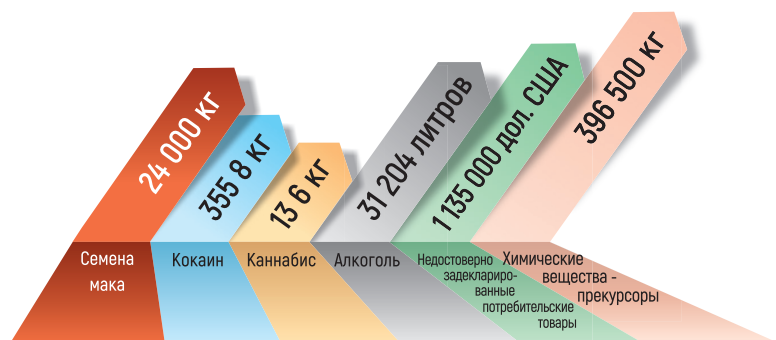 24 000 кг
355 8 кг
13 6 кг
31 204 литров
1 135 000 дол. США
396 500 кг
Семена
мака
Кокаин
Каннабис
Алкоголь
Недостоверно
задеклариро-
ванные
потребительские
товары
Химические
вещества -
прекурсоры